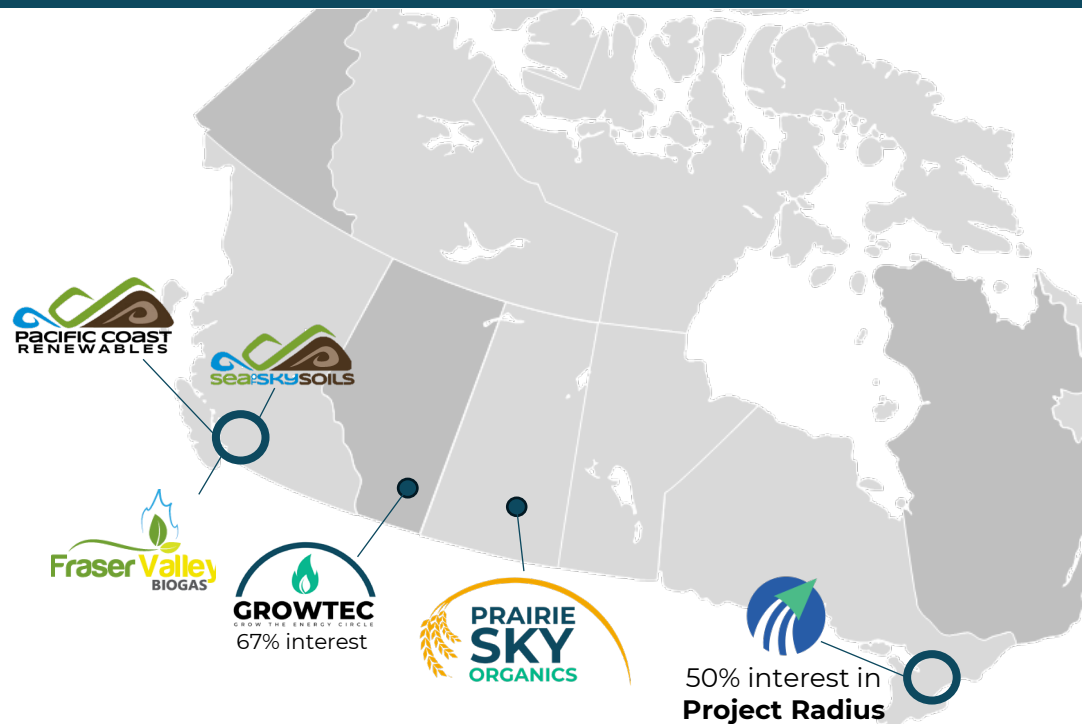 PACIFIC COAST
RENEWABLES
SEA TO SKY SOILS
Fraser Valley
BIOGAS
GROWTEC
GROW THE ENERGY CIRCLE
67% interest
PRAIRIE
SKY
ORGANICS
50% interest in
Project Radius